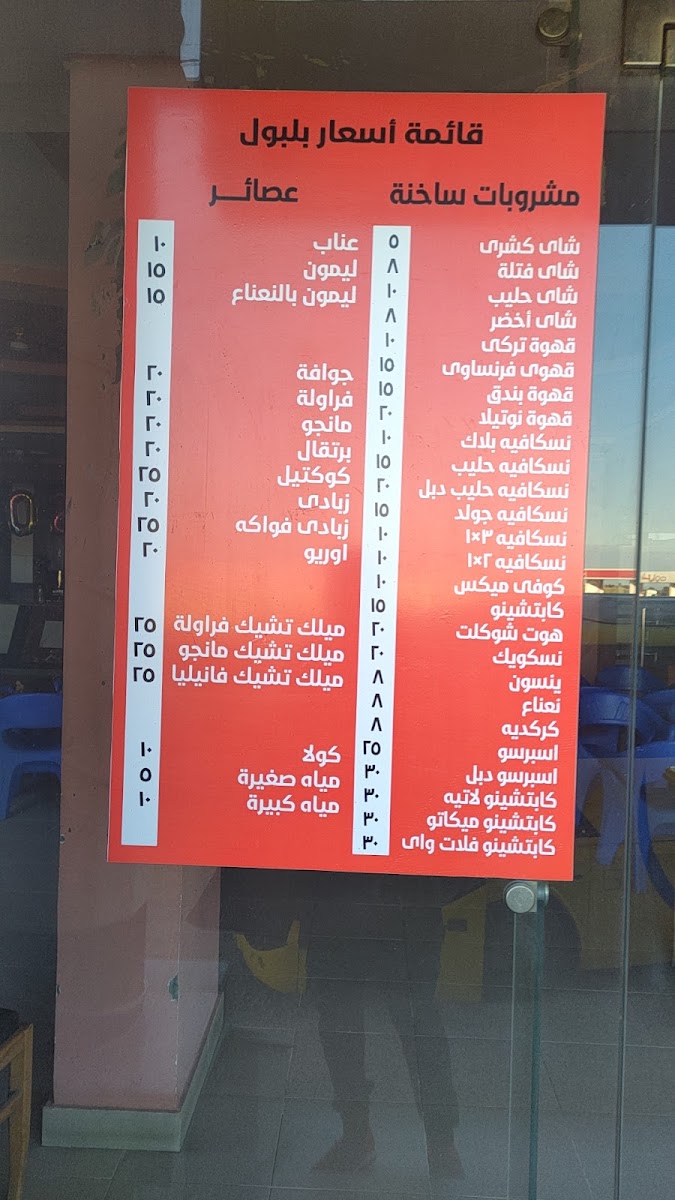 قائمة أسعار بلبول
مشروبات ساخنة
شاى كشرى ٥
شاى فتلة ٨
شاى حليب ١٠
شاى أخضر ٨
قهوة تركى ١٠
قهوى فرنساوى ١٥
قهوة بندق ١٥
قهوة نوتيلا ٢٠
نسكافيه بلاك ١٠
نسكافيه حليب ١٥
نسكافيه حليب دبل ٢٠
نسكافيه جولد ١٥
نسكافيه ٣×١ ١٠
نسكافيه ٢×١ ١٠
كوفى ميكس ١٠
كابتشينو ١٥
هوت شوكلت ٢٠
نسكويك ٢٠
ينسون ٨
نعناع ٨
كركديه ٨
اسبرسو ٢٥
اسبرسو دبل ٣٠
كابتشينو لاتيه ٣٠
كابتشينو ميكاتو ٣٠
كابتشينو فلات واى ٣٠
عصائـــر
عناب ١٠
ليمون ١٥
ليمون بالنعناع ١٥
جوافة ٢٠
فراولة ٢٠
مانجو ٢٠
برتقال ٢٠
كوكتيل ٢٥
زبادى ٢٠
زبادى فواكه ٢٥
اوريو ٢٠
ميلك تشيك فراولة ٢٥
ميلك تشيك مانجو ٢٥
ميلك تشيك فانيليا ٢٥
كولا ١٠
مياه صغيرة ٥
مياه كبيرة ١٠